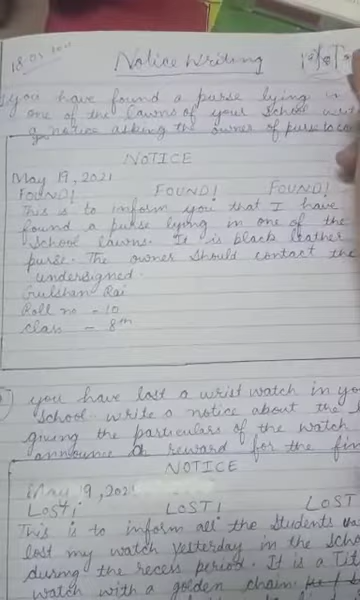 18.05.2021
Notice Writing
you have found a purse lying in
one of the lawns of your School
a notice asking the owner of purse to
NOTICE
May 19, 2021
FOUND! FOUND! FOUND!
This is to inform you that I have
found a purse lying in one of the
School lawns. It is black leather
purse. The owner should contact the
undersigned.
Gulshan Rai
Roll no - 10
Class - 8th
you have lost a wrist watch in
School. write a notice about the
giving the particulars of the watch
announce a reward for the
NOTICE
May 19, 2021
LOST! LOST! LOST
This is to inform all the students
lost my watch yesterday in the
during the recess period. It is a
watch with a golden chain.